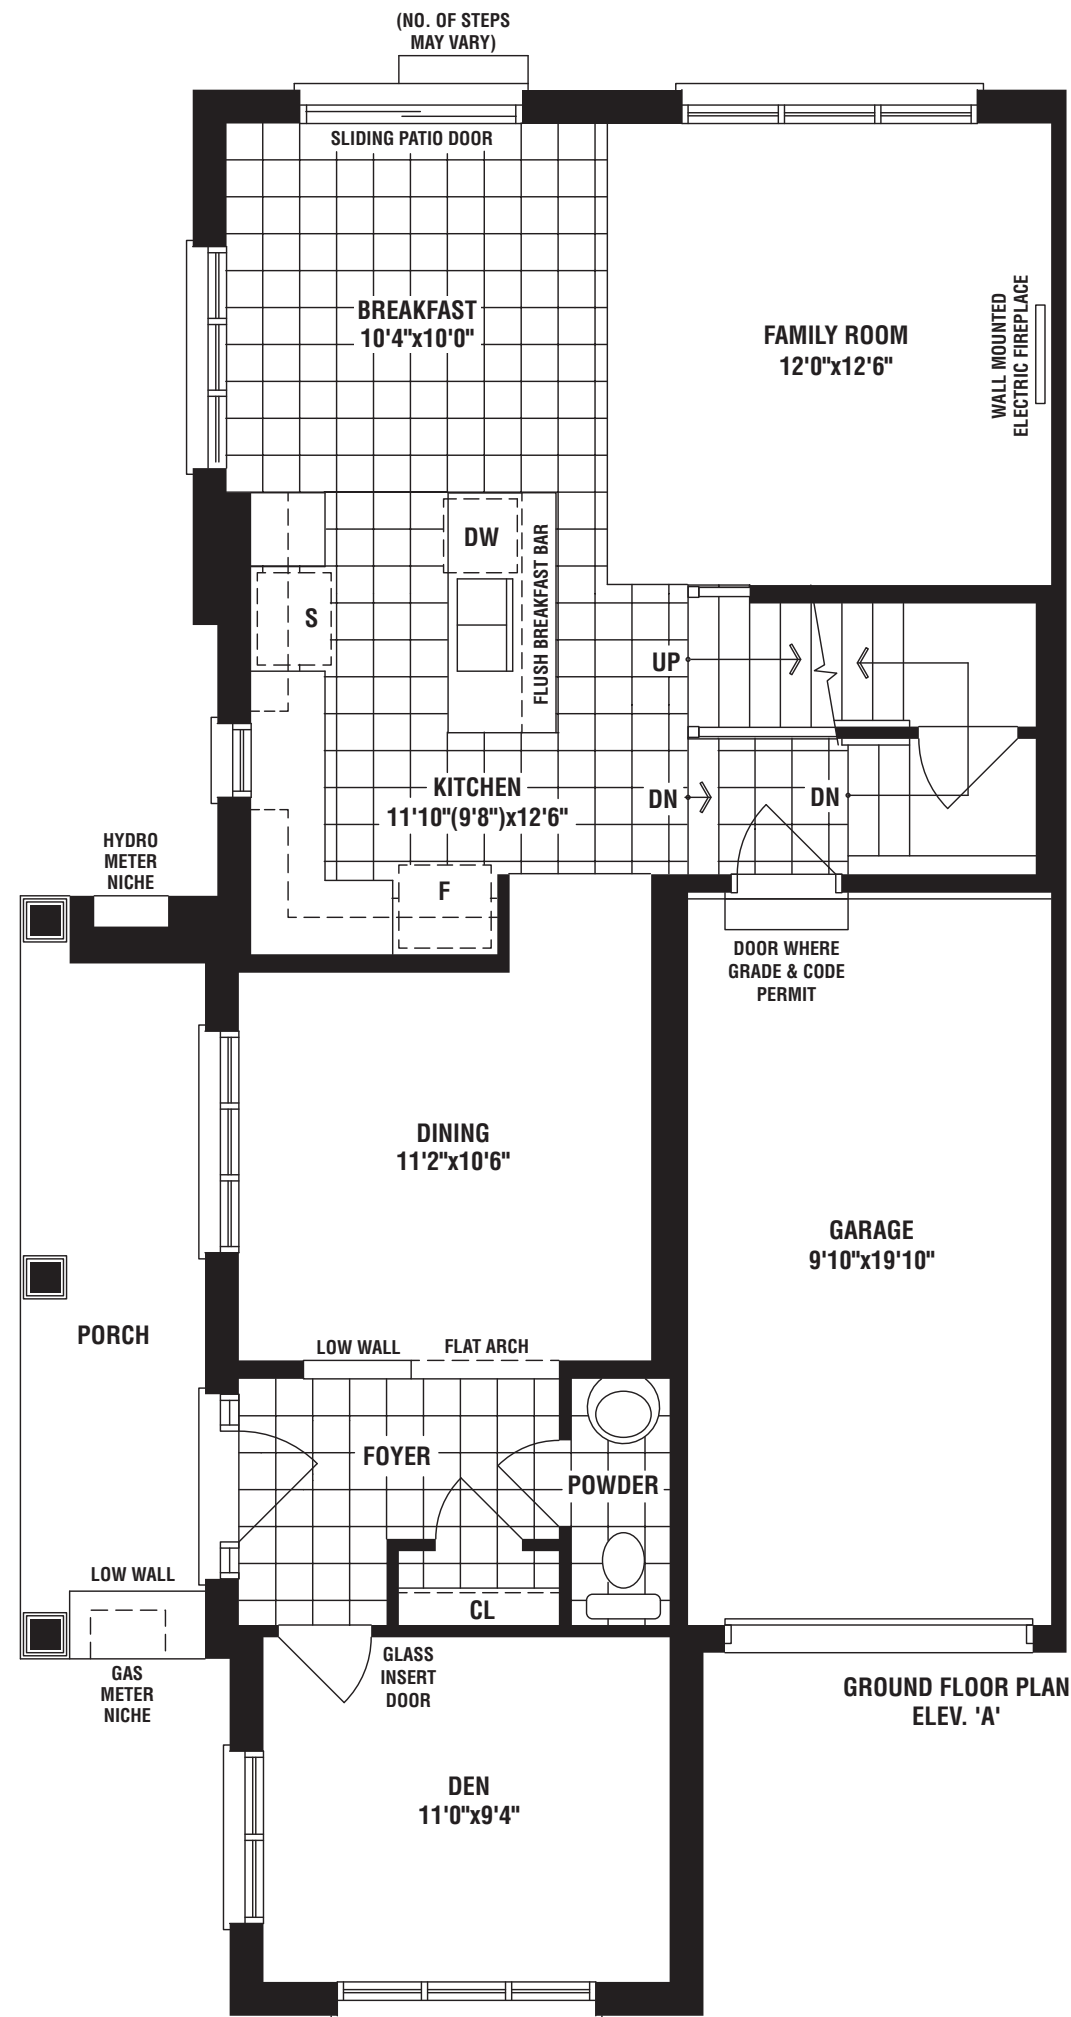 (NO. OF STEPS
MAY VARY)
SLIDING PATIO DOOR
BREAKFAST
10'4"x10'0"
FAMILY ROOM
12'0"x12'6"
WALL MOUNTED
ELECTRIC FIREPLACE
DW
FLUSH BREAKFAST BAR
S
UP
KITCHEN
11'10"(9'8")x12'6"
DN
DN
HYDRO
METER
NICHE
F
DOOR WHERE
GRADE & CODE
PERMIT
DINING
11'2"x10'6"
GARAGE
9'10"x19'10"
PORCH
LOW WALL
FLAT ARCH
FOYER
POWDER
LOW WALL
CL
GLASS
INSERT
DOOR
GAS
METER
NICHE
GROUND FLOOR PLAN
ELEV. 'A'
DEN
11'0"x9'4"